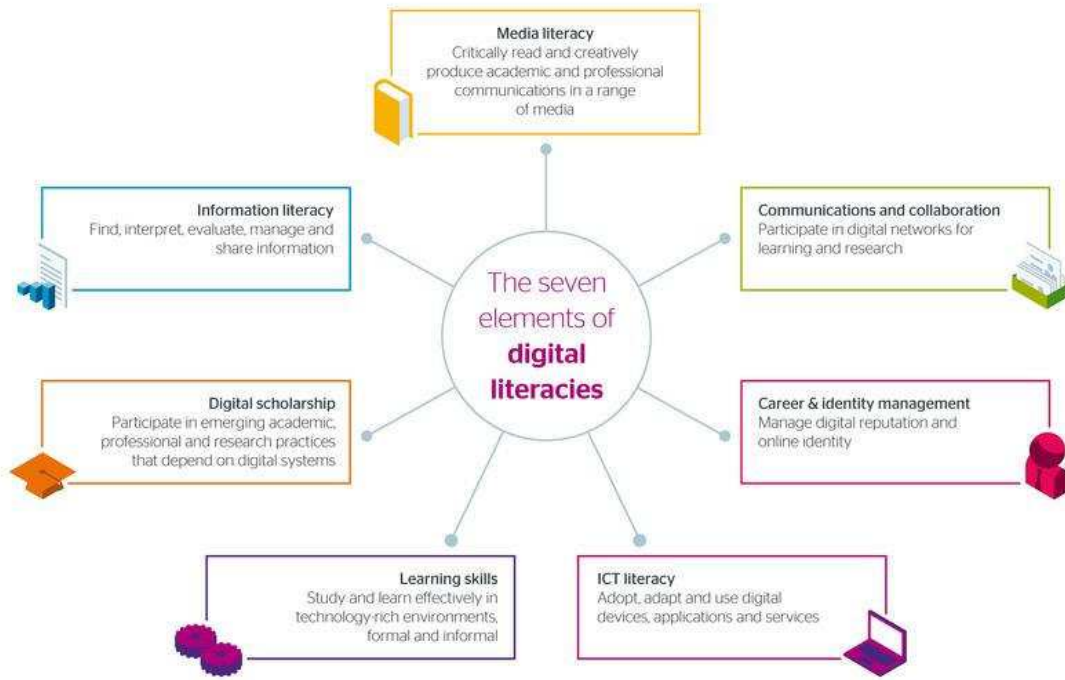 Media literacy
Critically read and creatively
produce academic and professional
communications in a range
of media
Information literacy
Find, interpret, evaluate, manage and
share information
Communications and collaboration
Participate in digital networks for
learning and research
The seven
elements of
digital
literacies
Digital scholarship
Participate in emerging academic,
professional and research practices
that depend on digital systems
Career & identity management
Manage digital reputation and
online identity
Learning skills
Study and learn effectively in
technology-rich environments,
formal and informal
ICT literacy
Adopt, adapt and use digital
devices, applications and services